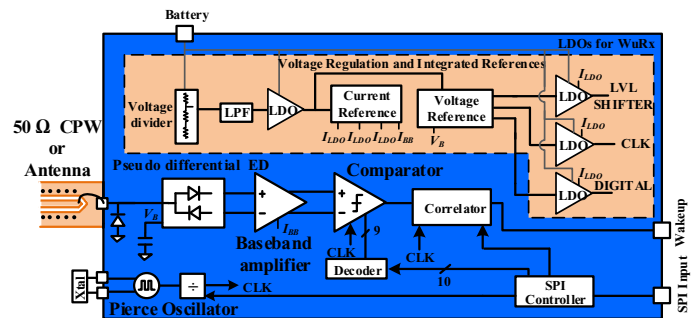 Battery
LDOs for WuRx
Voltage Regulation and Integrated References
Voltage
divider
LPF
LDO
Current
Reference
I_LDO I_LDO I_LDO I_BB
Voltage
Reference
V_B
I_LDO
LDO
LVL
SHIFTER
I_LDO
LDO
CLK
I_LDO
LDO
DIGITAL
50 Ω CPW
or
Antenna
Pseudo differential ED
V_B
I_BB
Baseband
amplifier
Comparator
CLK
9
Decoder
10
Correlator
CLK
Wakeup
SPI
Controller
SPI Input
Xtal
÷
CLK
Pierce Oscillator